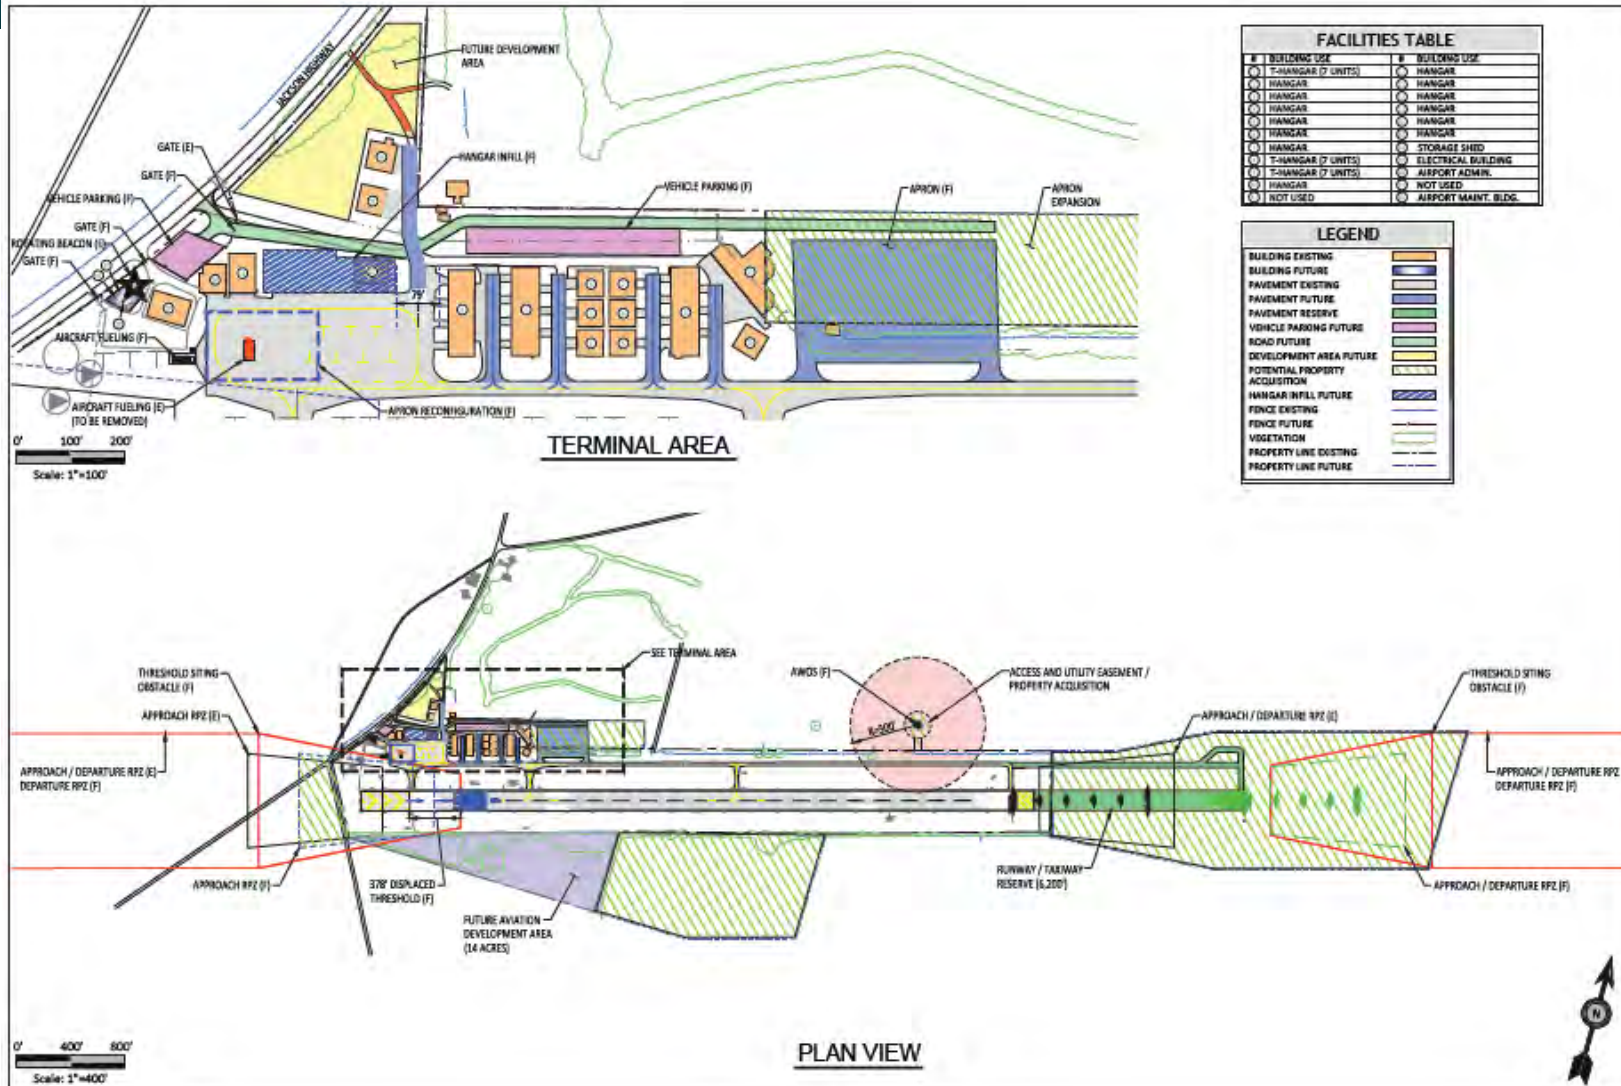 FUTURE DEVELOPMENT
AREA
JACKSON HIGHWAY
GATE (E)
GATE (F)
HANGAR INFILL (F)
VEHICLE PARKING (F)
VEHICLE PARKING (F)
APRON (F)
APRON
EXPANSION
GATE (F)
ROTATING BEACON (E)
GATE (F)
75'
AIRCRAFT FUELING (F)
AIRCRAFT FUELING (E)
(TO BE REMOVED)
APRON RECONFIGURATION (F)
0' 100' 200'
Scale: 1"=100'
TERMINAL AREA
FACILITIES TABLE
# BUILDING USE # BUILDING USE
T-HANGAR (7 UNITS) HANGAR
HANGAR HANGAR
HANGAR HANGAR
HANGAR HANGAR
HANGAR HANGAR
HANGAR HANGAR
HANGAR STORAGE SHED
T-HANGAR (7 UNITS) ELECTRICAL BUILDING
T-HANGAR (7 UNITS) AIRPORT ADMIN.
HANGAR NOT USED
NOT USED AIRPORT MAINT. BLDG.
LEGEND
BUILDING EXISTING
BUILDING FUTURE
PAVEMENT EXISTING
PAVEMENT FUTURE
PAVEMENT RESERVE
VEHICLE PARKING FUTURE
ROAD FUTURE
DEVELOPMENT AREA FUTURE
POTENTIAL PROPERTY
ACQUISITION
HANGAR INFILL FUTURE
FENCE EXISTING
FENCE FUTURE
VEGETATION
PROPERTY LINE EXISTING
PROPERTY LINE FUTURE
SEE TERMINAL AREA
THRESHOLD SITING
OBSTACLE (F)
APPROACH RPZ (E)
APPROACH / DEPARTURE RPZ (E)
DEPARTURE RPZ (F)
AWOS (F)
ACCESS AND UTILITY EASEMENT /
PROPERTY ACQUISITION
R=500'
APPROACH / DEPARTURE RPZ (E)
THRESHOLD SITING
OBSTACLE (F)
APPROACH / DEPARTURE RPZ
DEPARTURE RPZ (F)
APPROACH RPZ (F)
378' DISPLACED
THRESHOLD (F)
FUTURE AVIATION
DEVELOPMENT AREA
(14 ACRES)
RUNWAY / TAXIWAY
RESERVE (6,200')
APPROACH / DEPARTURE RPZ (F)
0' 400' 800'
Scale: 1"=400'
PLAN VIEW
N